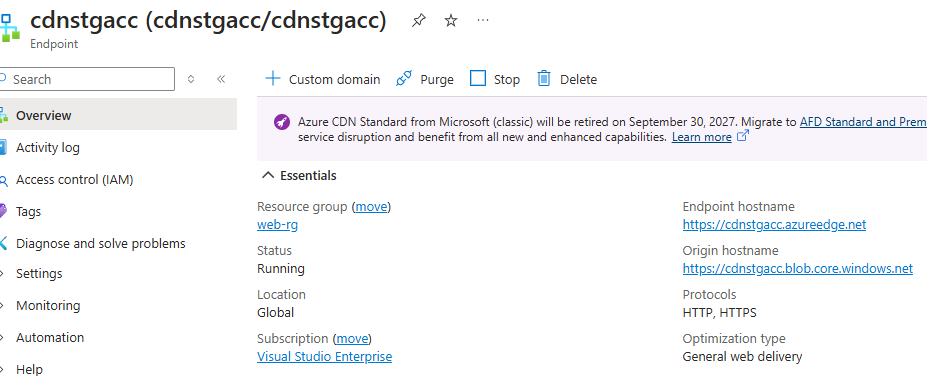 cdnstgacc (cdnstgacc/cdnstgacc)
Endpoint
Search
Custom domain
Purge
Stop
Delete
Overview
Activity log
Access control (IAM)
Tags
Diagnose and solve problems
Settings
Monitoring
Automation
Help
Azure CDN Standard from Microsoft (classic) will be retired on September 30, 2027. Migrate to AFD Standard and Prem
service disruption and benefit from all new and enhanced capabilities. Learn more
Essentials
Resource group (move)
web-rg
Status
Running
Location
Global
Subscription (move)
Visual Studio Enterprise
Endpoint hostname
https://cdnstgacc.azureedge.net
Origin hostname
https://cdnstgacc.blob.core.windows.net
Protocols
HTTP, HTTPS
Optimization type
General web delivery